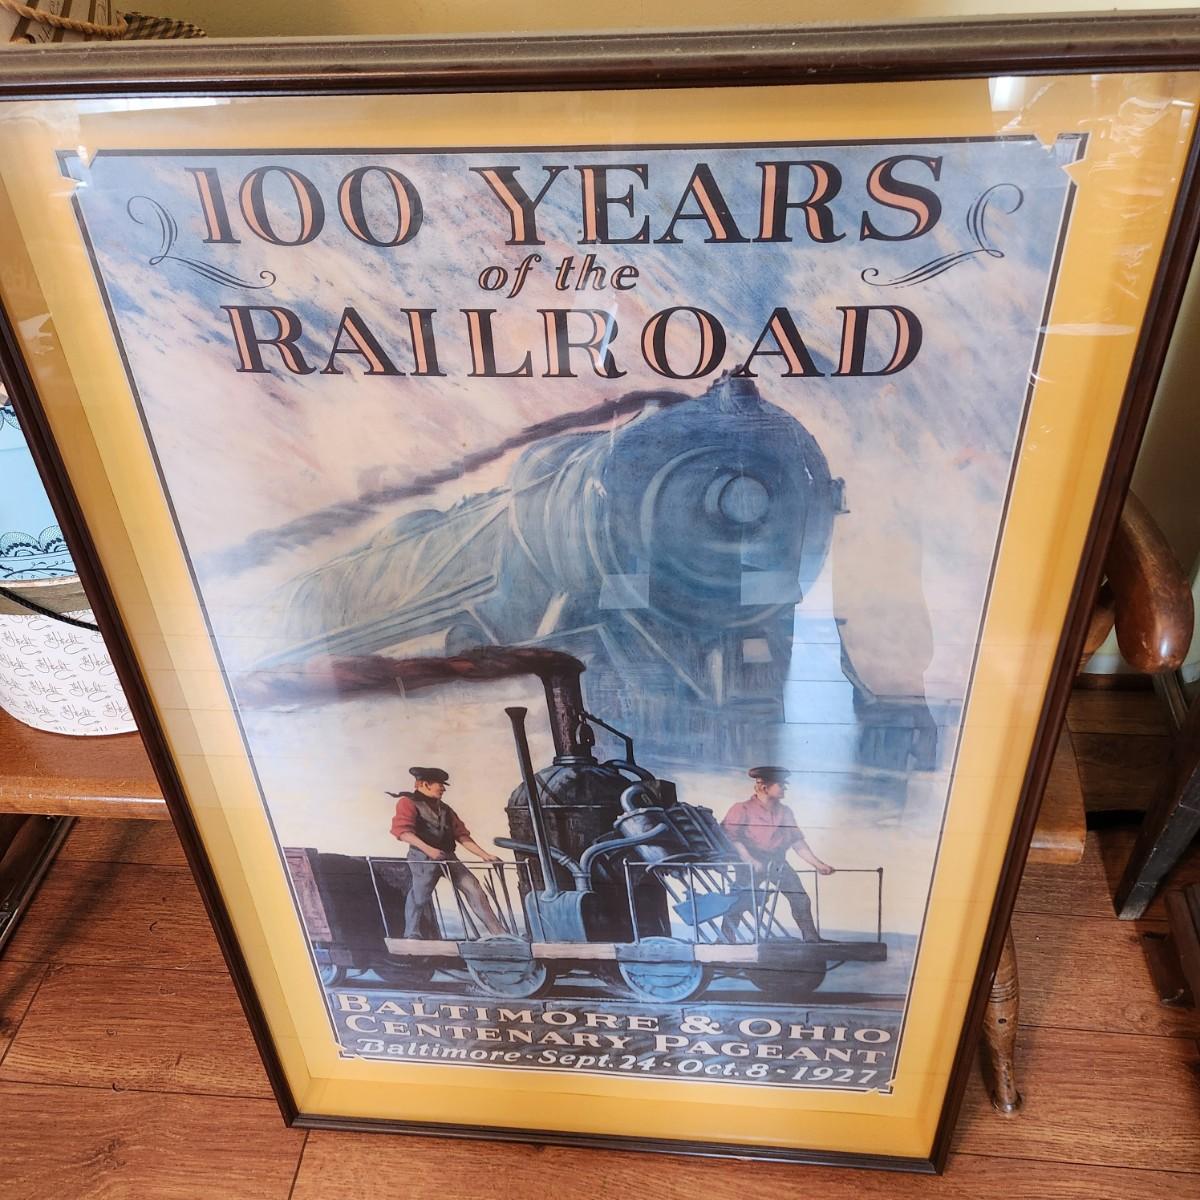 100 YEARS
of the
RAILROAD
BALTIMORE & OHIO
CENTENARY PAGEANT
Baltimore - Sept. 24 - Oct. 8 - 1927